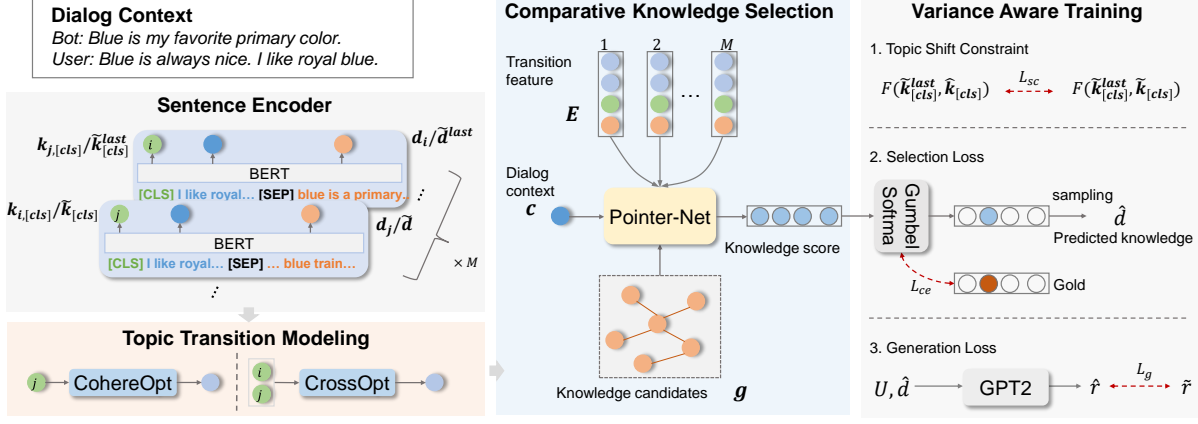 Dialog Context
Bot: Blue is my favorite primary color.
User: Blue is always nice. I like royal blue.
Sentence Encoder
k_{j,[cls]}/k̃^{last}_{[cls]}
i
d_i/d̃^{last}
BERT
[CLS] I like royal... [SEP] blue is a primary..
⋮
k_{i,[cls]}/k̃_{[cls]}
j
d_j/d̃
BERT
[CLS] I like royal... [SEP] ... blue train...
× M
⋮
Topic Transition Modeling
j
CohereOpt
i
j
CrossOpt
Comparative Knowledge Selection
1 2 M
Transition
feature
...
E
Dialog
context
c
Pointer-Net
Knowledge score
Knowledge candidates g
Variance Aware Training
1. Topic Shift Constraint
F(k̃^{last}_{[cls]}, k̂_{[cls]}) L_{sc} F(k̃^{last}_{[cls]}, k̃_{[cls]})
2. Selection Loss
Gumbel
Softma
sampling
d̂
Predicted knowledge
L_{ce}
Gold
3. Generation Loss
U, d̂ GPT2 r̂ L_g r̃